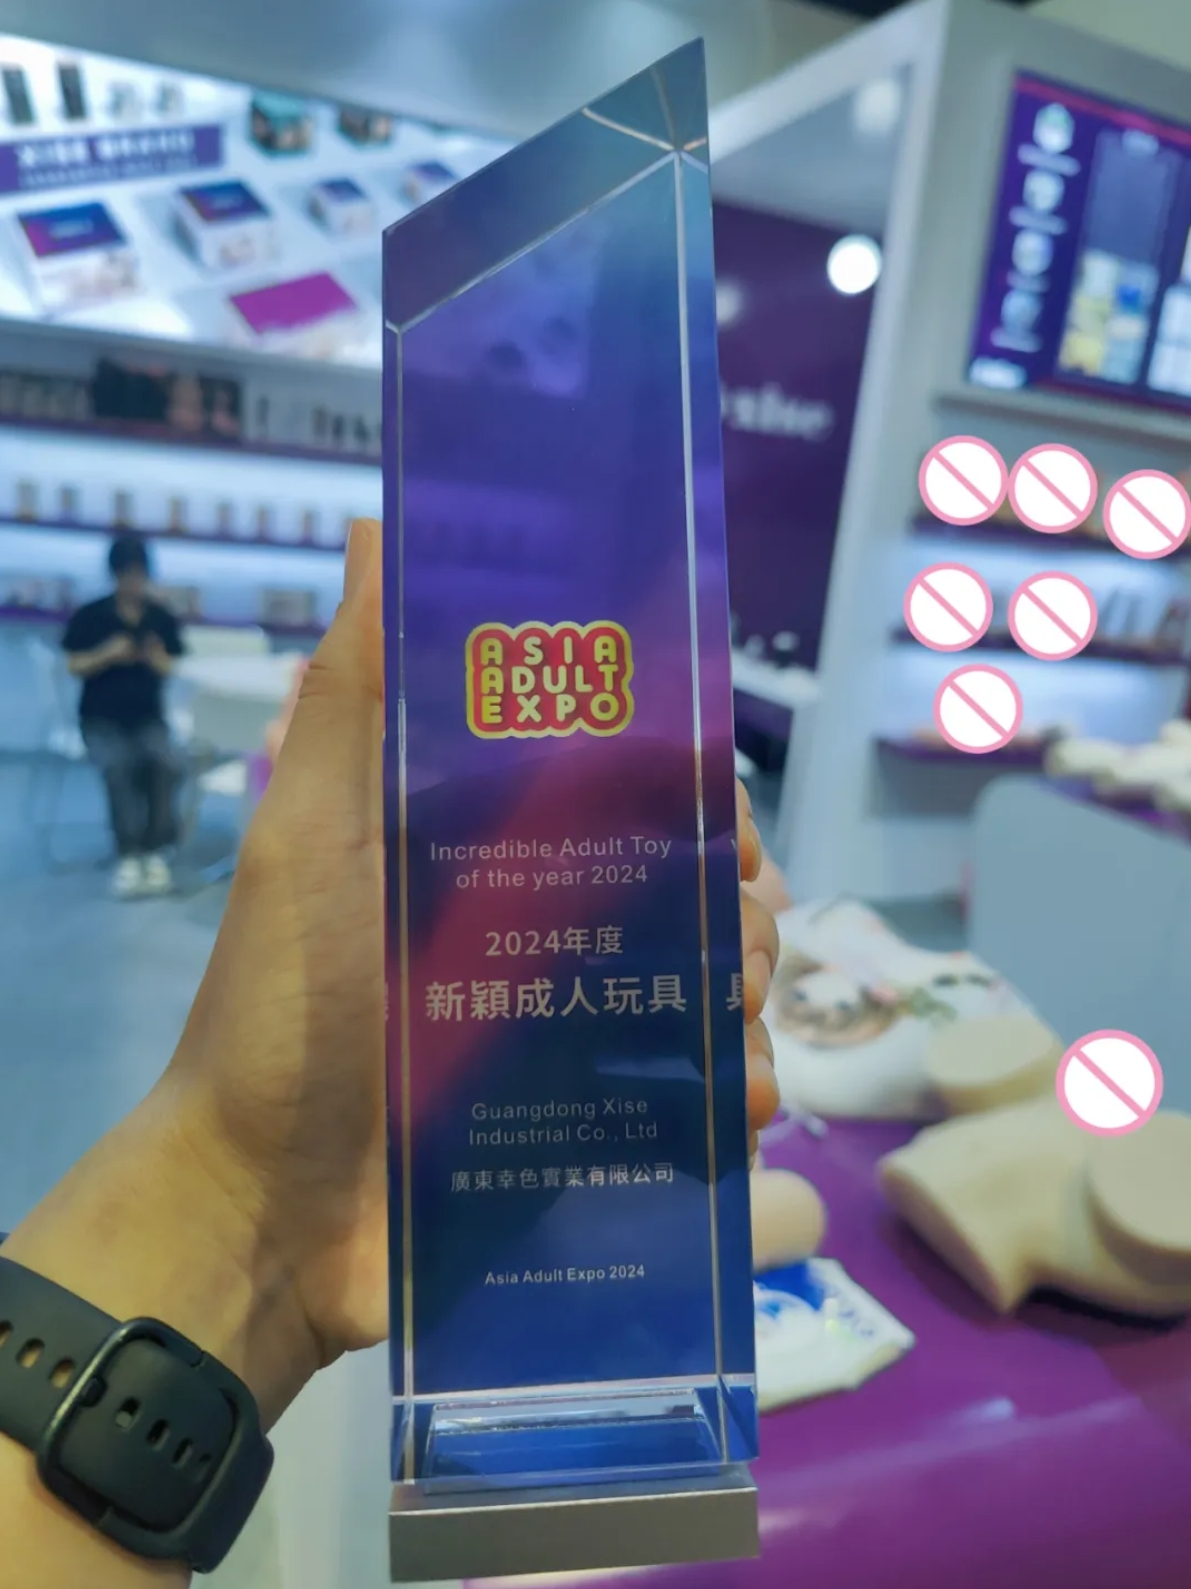 ASIA
ADULT
EXPO
Incredible Adult Toy
of the year 2024
2024年度
新穎成人玩具
Guangdong Xise
Industrial Co., Ltd
廣東幸色實業有限公司
Asia Adult Expo 2024
xise